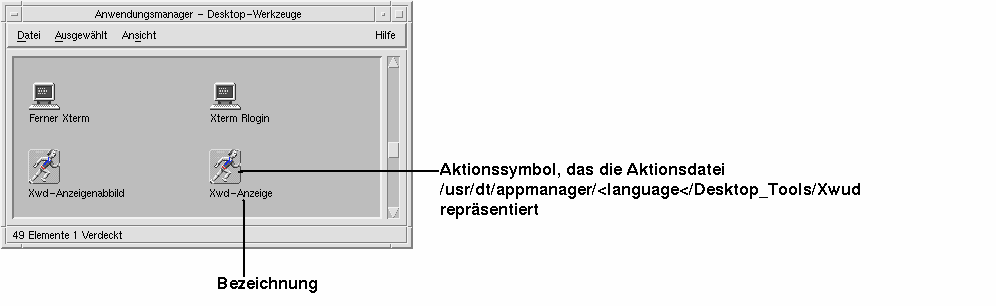 Anwendungsmanager - Desktop-Werkzeuge
Datei Ausgewählt Ansicht Hilfe
Ferner Xterm Xterm Rlogin
Xwd-Anzeigenabbild Xwd-Anzeige
49 Elemente 1 Verdeckt
Aktionssymbol, das die Aktionsdatei
/usr/dt/appmanager/<language</Desktop_Tools/Xwud
repräsentiert
Bezeichnung